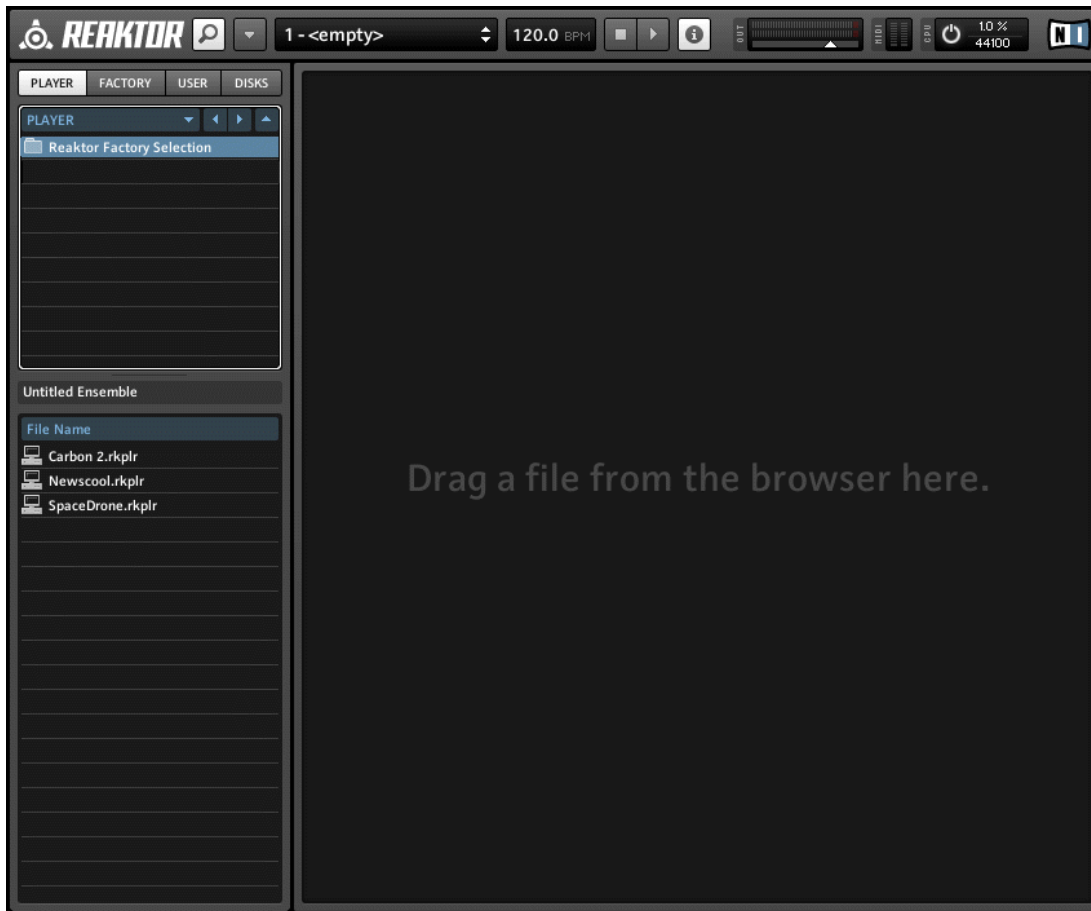 REAKTOR 1 - <empty> 120.0 BPM OUT MIDI CPU 1.0 % NI
44100
PLAYER FACTORY USER DISKS
PLAYER
Reaktor Factory Selection
Untitled Ensemble
File Name
Carbon 2.rkplr
Newscool.rkplr
SpaceDrone.rkplr
Drag a file from the browser here.